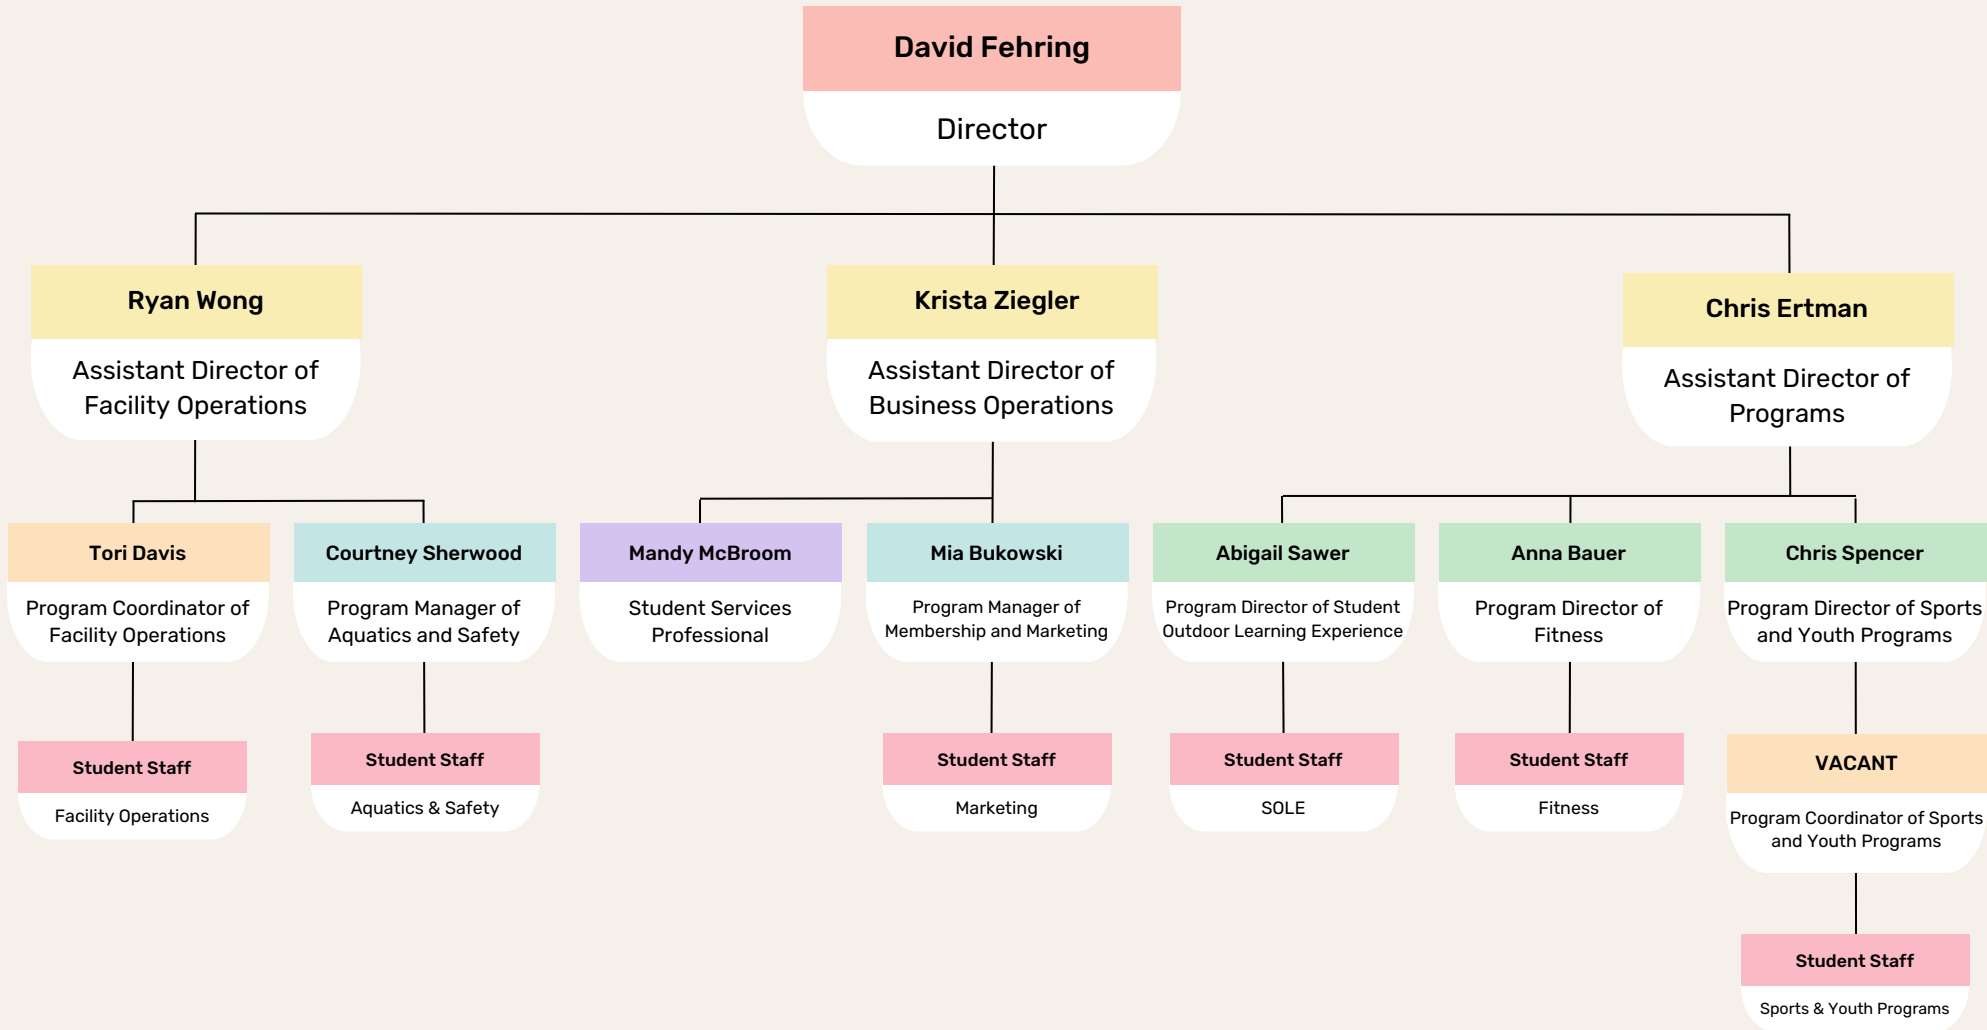 David Fehring
Director
Ryan Wong
Assistant Director of
Facility Operations
Krista Ziegler
Assistant Director of
Business Operations
Chris Ertman
Assistant Director of
Programs
Tori Davis
Program Coordinator of
Facility Operations
Courtney Sherwood
Program Manager of
Aquatics and Safety
Mandy McBroom
Student Services
Professional
Mia Bukowski
Program Manager of
Membership and Marketing
Abigail Sawer
Program Director of Student
Outdoor Learning Experience
Anna Bauer
Program Director of
Fitness
Chris Spencer
Program Director of Sports
and Youth Programs
Student Staff
Facility Operations
Student Staff
Aquatics & Safety
Student Staff
Marketing
Student Staff
SOLE
Student Staff
Fitness
VACANT
Program Coordinator of Sports
and Youth Programs
Student Staff
Sports & Youth Programs